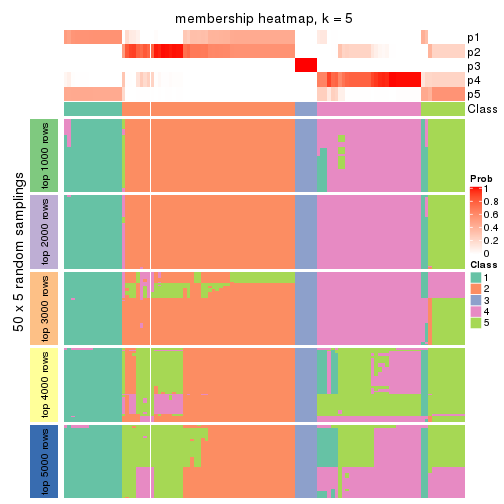 membership heatmap, k = 5
p1
p2
p3
p4
p5
Class
50 x 5 random samplings
top 1000 rows
top 2000 rows
top 3000 rows
top 4000 rows
top 5000 rows
Prob
1
0.8
0.6
0.4
0.2
0
Class
1
2
3
4
5